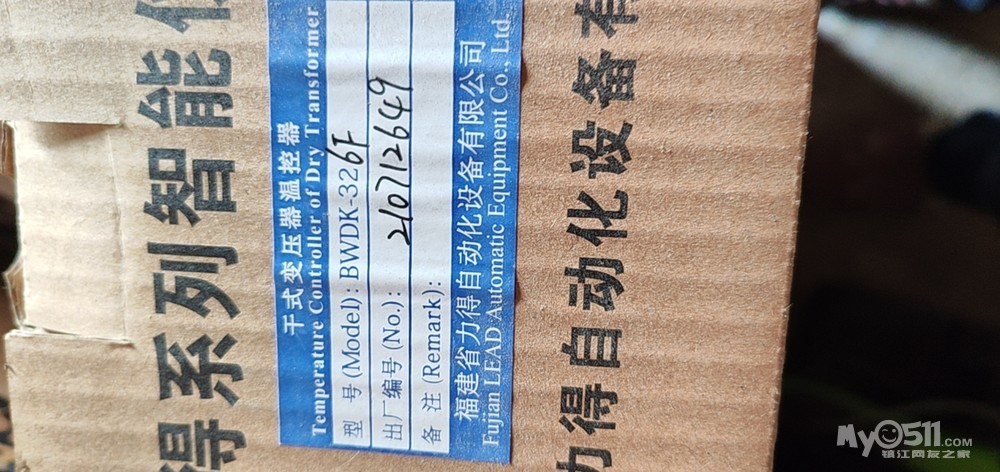 得系列智能化
干式变压器温控器
Temperature Controller of Dry Transformer
型 号(Model): BWDK-326F
出厂编号(No.): 210712649
备 注(Remark):
福建省力得自动化设备有限公司
Fujian LEAD Automatic Equipment Co., Ltd
力得自动化设备有
My0511.COM
镇江网友之家